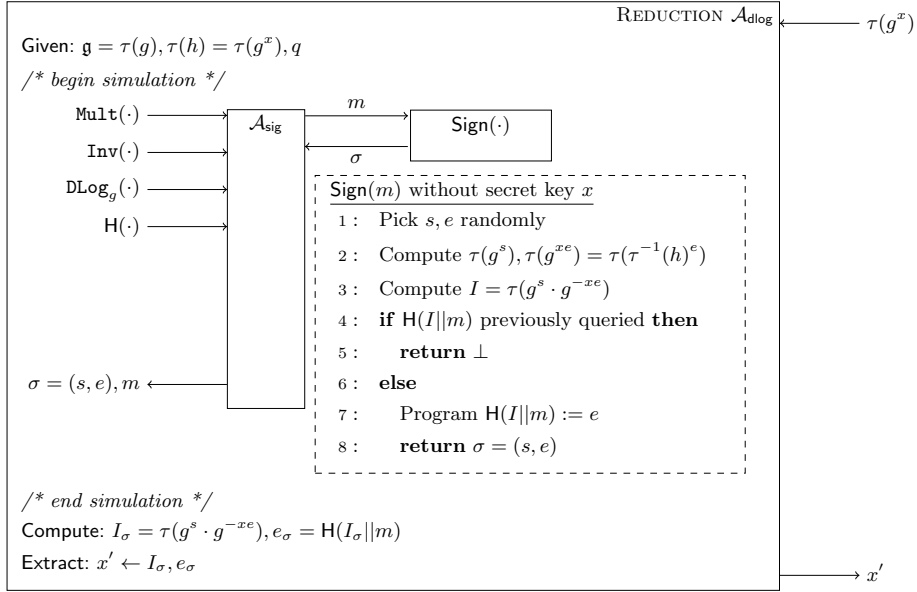 REDUCTION 𝒜_dlog
τ(g^x)
Given: 𝔤 = τ(g), τ(h) = τ(g^x), q
/* begin simulation */
Mult(·)
Inv(·)
DLog_g(·)
H(·)
𝒜_sig
m
σ
Sign(·)
Sign(m) without secret key x
1 : Pick s, e randomly
2 : Compute τ(g^s), τ(g^{xe}) = τ(τ^{−1}(h)^e)
3 : Compute I = τ(g^s · g^{−xe})
4 : if H(I||m) previously queried then
5 : return ⊥
6 : else
7 : Program H(I||m) := e
8 : return σ = (s, e)
σ = (s, e), m
/* end simulation */
Compute: I_σ = τ(g^s · g^{−xe}), e_σ = H(I_σ||m)
Extract: x′ ← I_σ, e_σ
x′